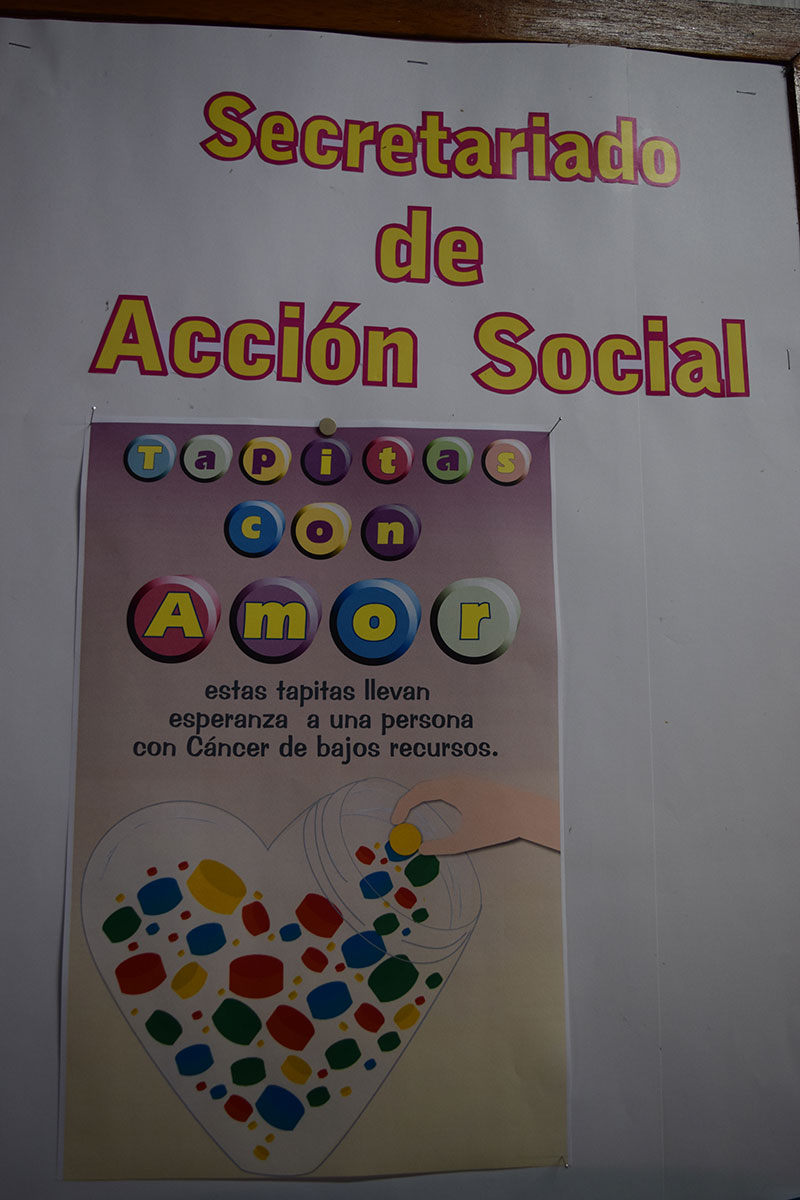 Secretariado
de
Acción Social
Tapitas
con
Amor
estas tapitas llevan
esperanza a una persona
con Cáncer de bajos recursos.